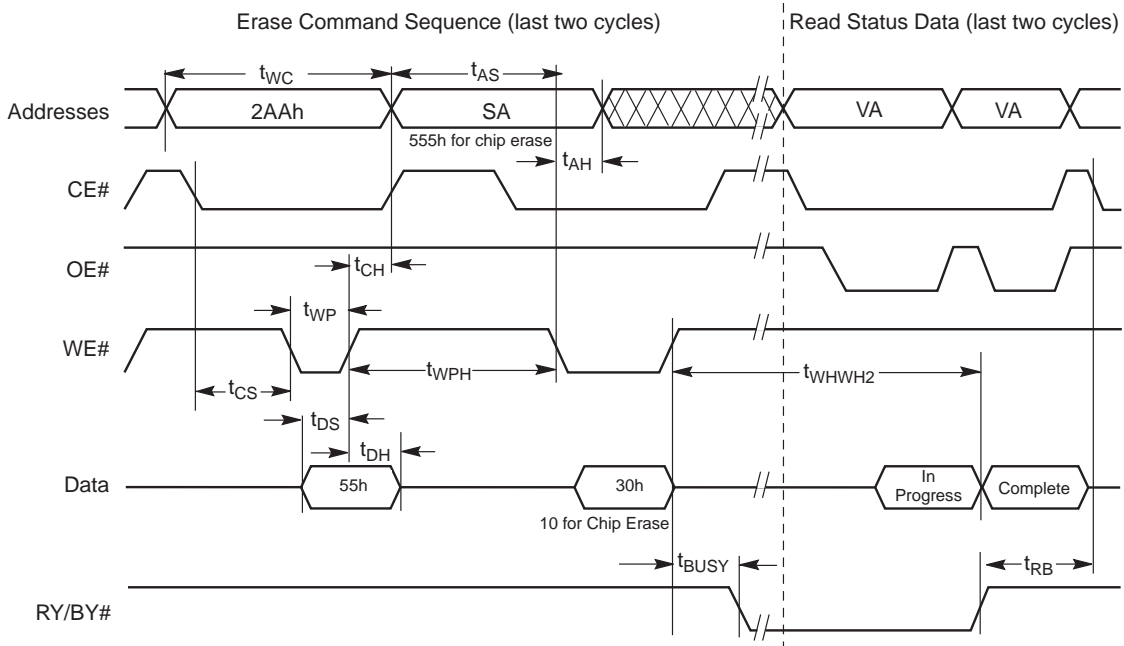 Erase Command Sequence (last two cycles)
Read Status Data (last two cycles)
tWC
tAS
Addresses
2AAh
SA
VA
VA
555h for chip erase
tAH
CE#
OE#
tCH
tWP
WE#
tWPH
tWHWH2
tCS
tDS
tDH
Data
55h
30h
In
Progress
Complete
10 for Chip Erase
tBUSY
tRB
RY/BY#